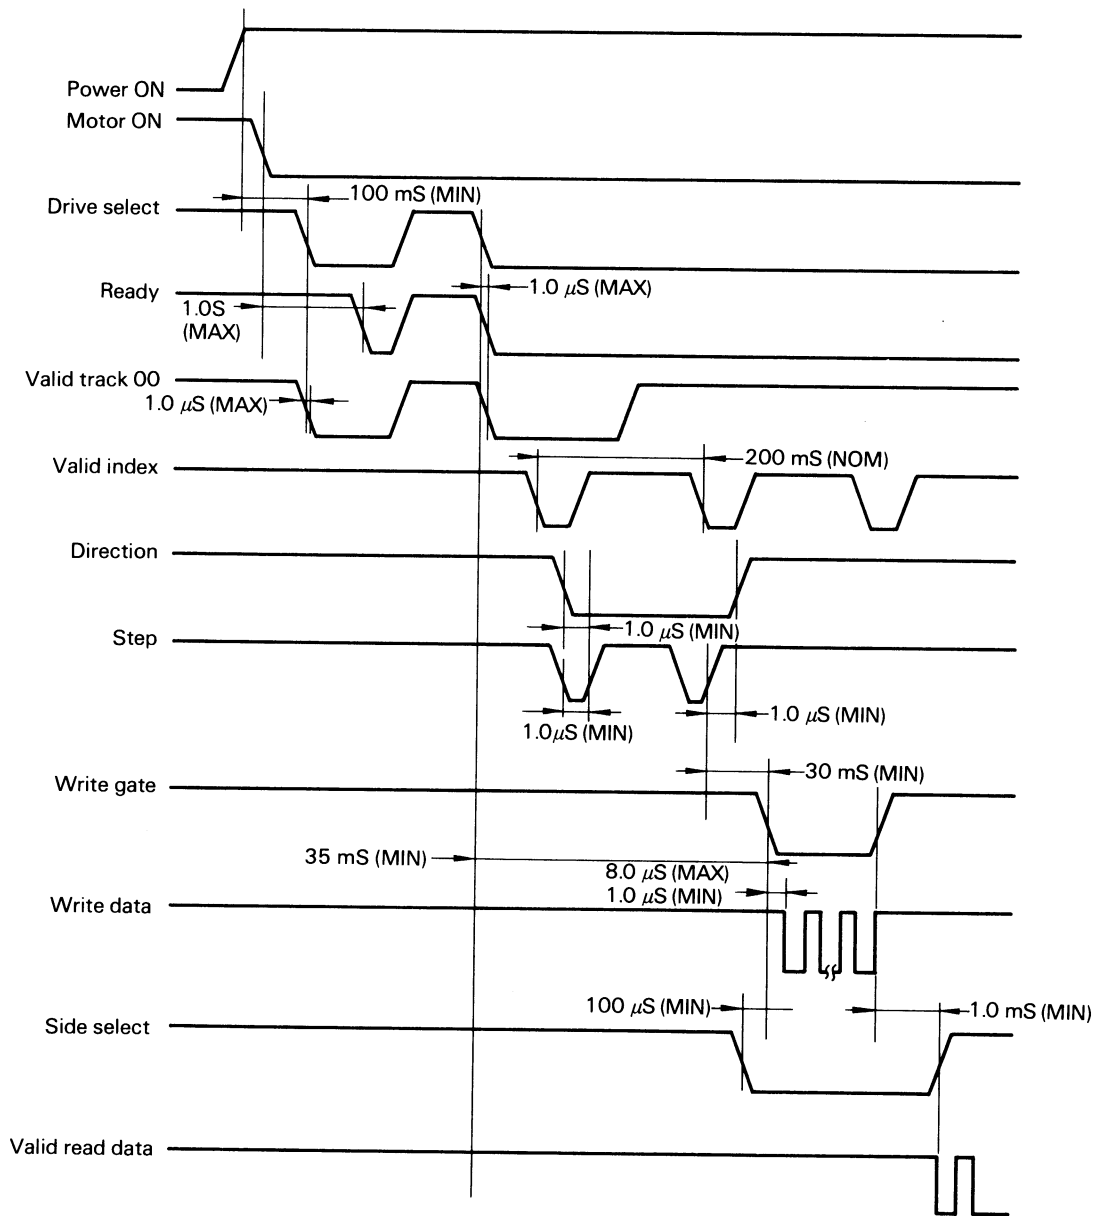 Power ON
Motor ON
100 mS (MIN)
Drive select
1.0 μS (MAX)
Ready
1.0S
(MAX)
Valid track 00
1.0 μS (MAX)
Valid index
200 mS (NOM)
Direction
1.0 μS (MIN)
Step
1.0 μS (MIN)
1.0μS (MIN)
30 mS (MIN)
Write gate
35 mS (MIN)
8.0 μS (MAX)
1.0 μS (MIN)
Write data
100 μS (MIN)
1.0 mS (MIN)
Side select
Valid read data